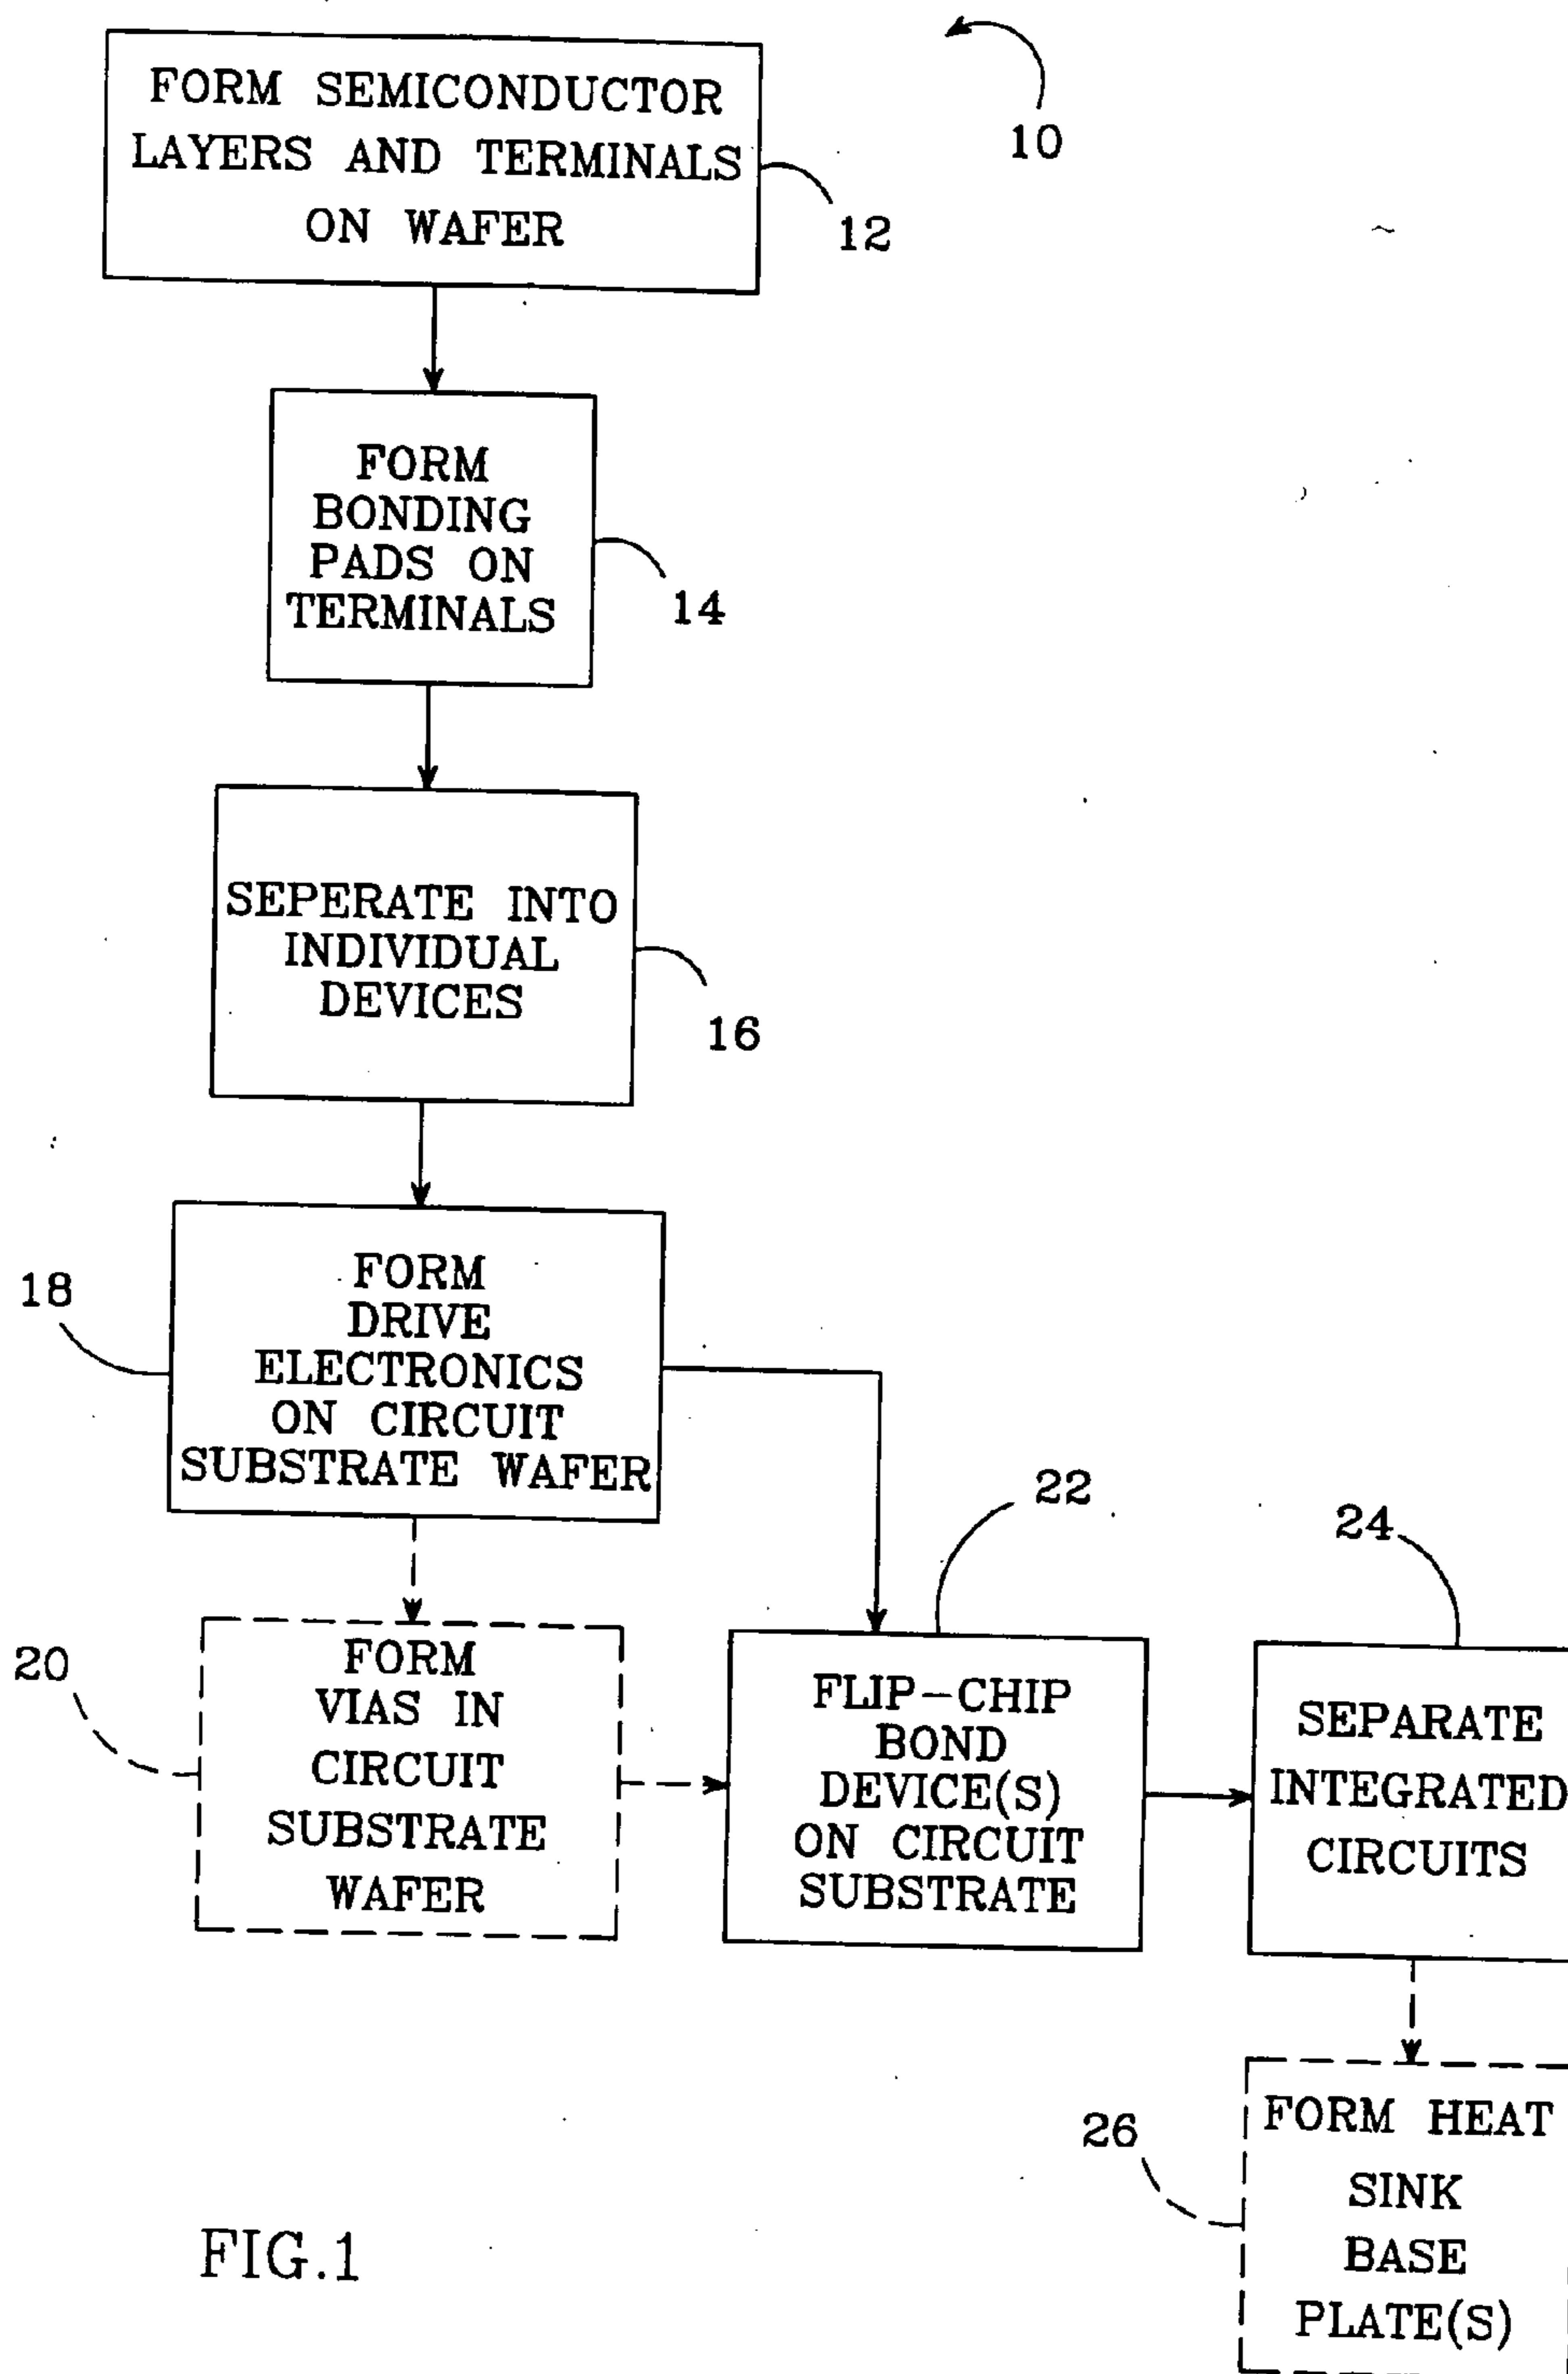 10
FORM SEMICONDUCTOR
LAYERS AND TERMINALS
ON WAFER
12
FORM
BONDING
PADS ON
TERMINALS
14
SEPERATE INTO
INDIVIDUAL
DEVICES
16
18
FORM
DRIVE
ELECTRONICS
ON CIRCUIT
SUBSTRATE WAFER
20
FORM
VIAS IN
CIRCUIT
SUBSTRATE
WAFER
22
FLIP-CHIP
BOND
DEVICE(S)
ON CIRCUIT
SUBSTRATE
24
SEPARATE
INTEGRATED
CIRCUITS
26
FORM HEAT
SINK
BASE
PLATE(S)
FIG.1